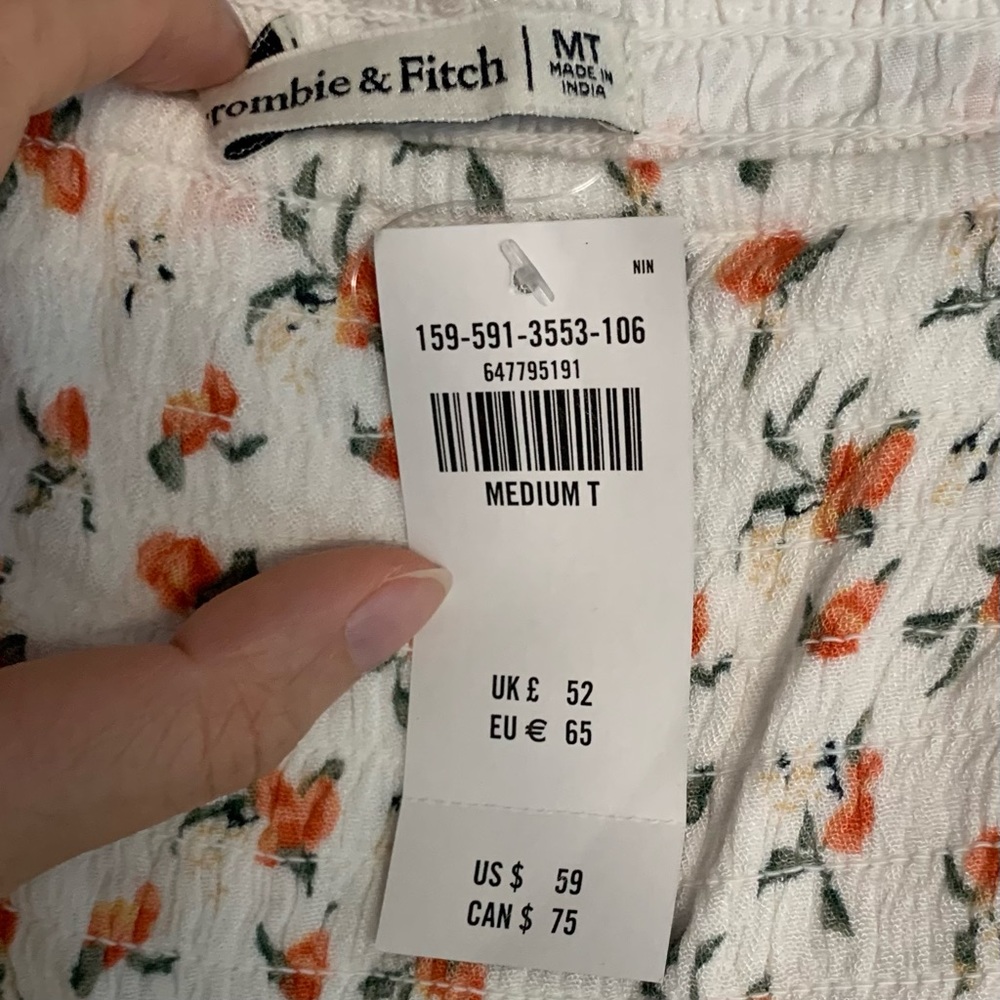 rombie & Fitch
MT
MADE IN
INDIA
NIN
159-591-3553-106
647795191
MEDIUM T
UK £ 52
EU € 65
US $ 59
CAN $ 75